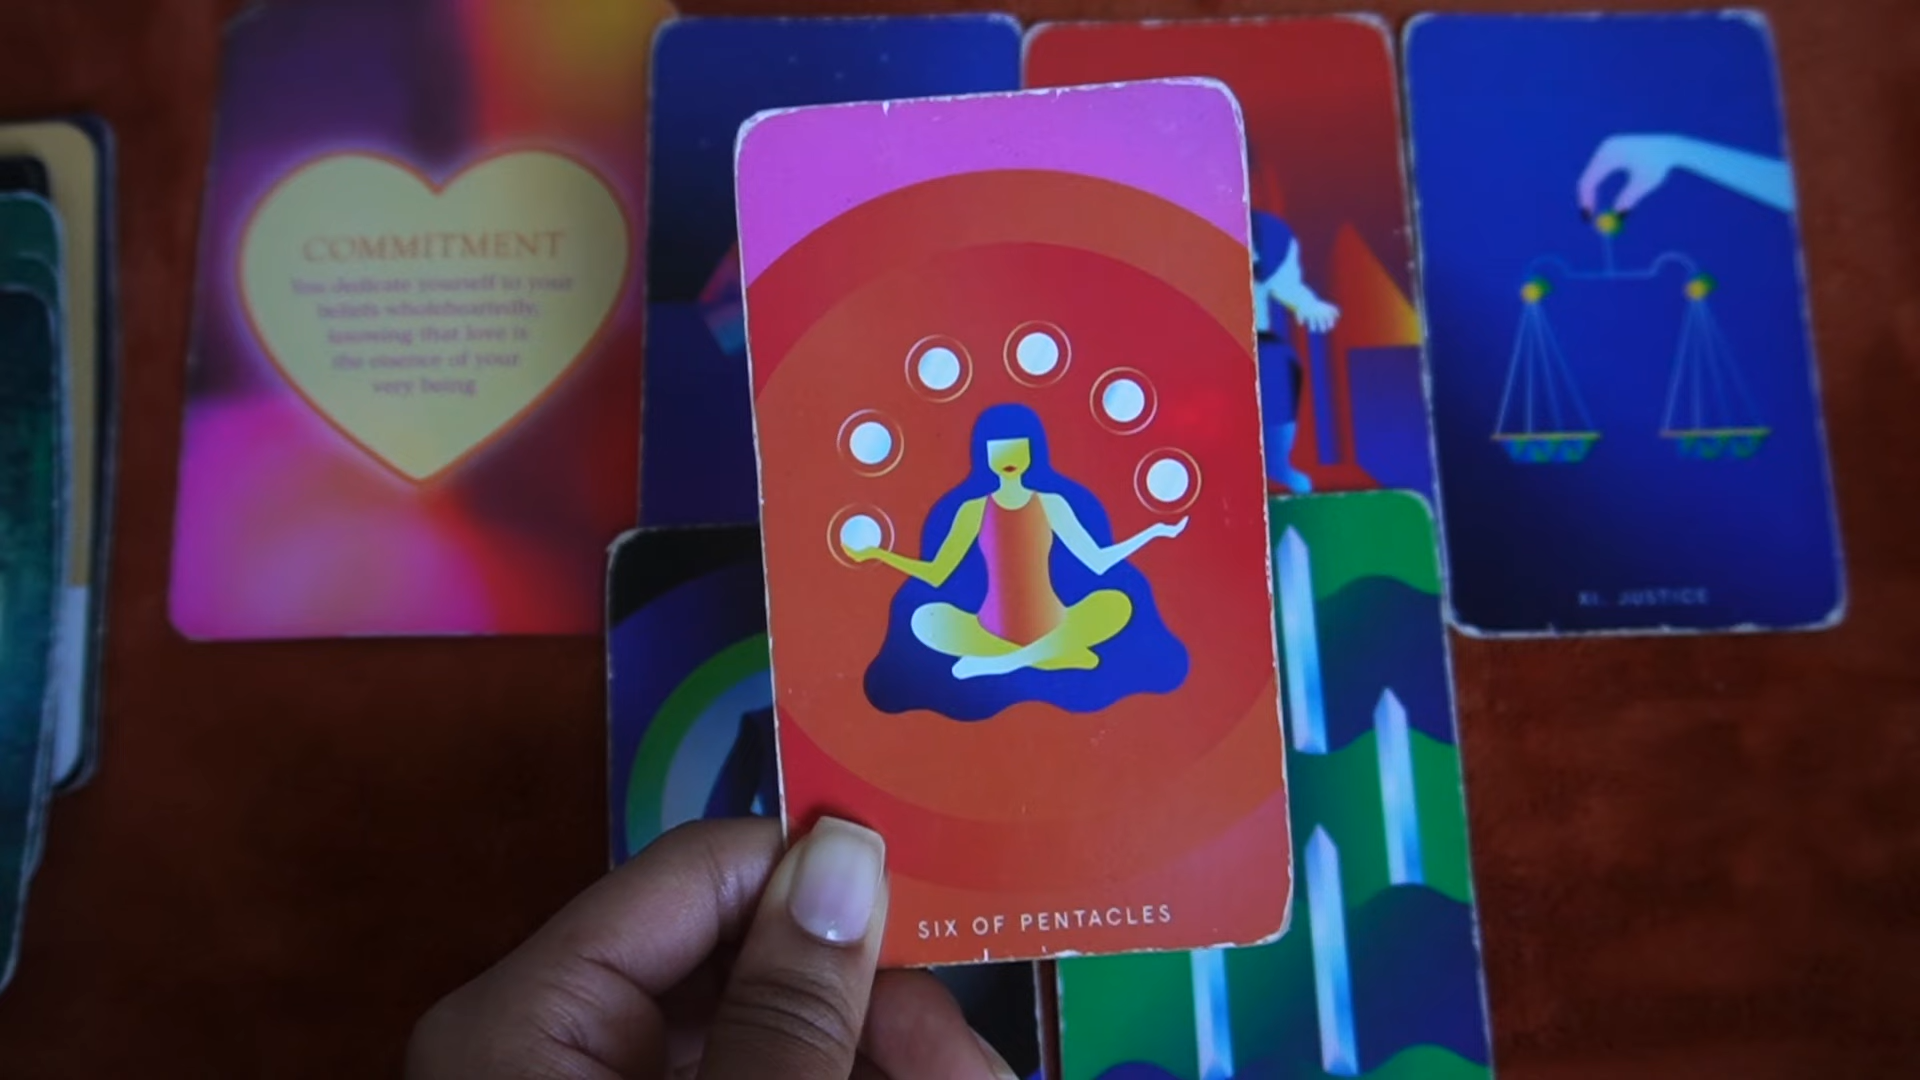 COMMITMENT
You dedicate yourself to your
beliefs wholeheartedly,
knowing that love is
the essence of your
very being
XI. JUSTICE
SIX OF PENTACLES